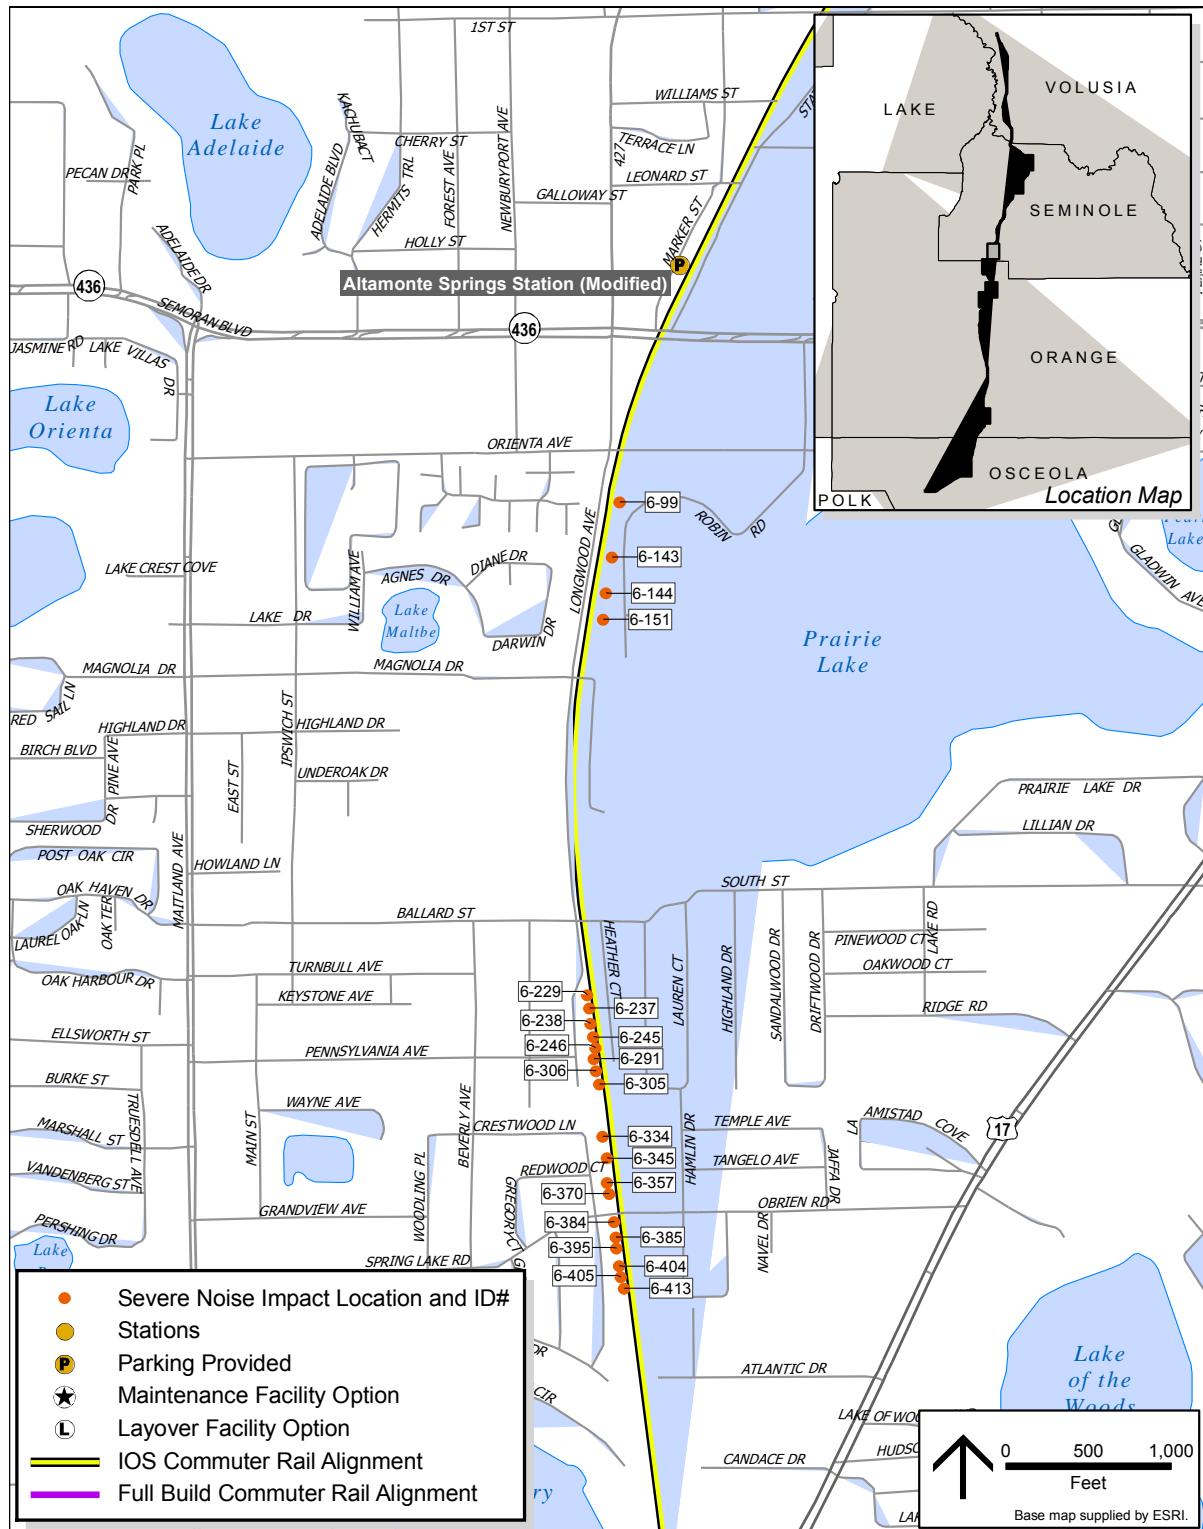 1ST ST
WILLIAMS ST
STA
KACHUBACT
Lake
Adelaide
CHERRY ST
TERRACE LN
427
LEONARD ST
PECAN DR
PARK PL
ADELAIDE BLVD
HERMITS TRL
FOREST AVE
NEWBURYPORT AVE
GALLOWAY ST
MARKER ST
HOLLY ST
ADELAIDE DR
P
Altamonte Springs Station (Modified)
436
SEMORAN BLVD
436
JASMINE RD
LAKE VILLAS
DR
Lake
Orienta
ORIENTA AVE
LAKE
VOLUSIA
SEMINOLE
ORANGE
OSCEOLA
POLK
Location Map
6-99
ROBIN
RD
LONGWOOD AVE
6-143
6-144
6-151
LAKE CREST COVE
WILLIAM AVE
AGNES DR
DIANE DR
DARWIN DR
Lake
Maltbe
LAKE DR
Prairie
Lake
Lake
GLADWIN AVE
MAGNOLIA DR
MAGNOLIA DR
RED SAIL LN
HIGHLAND DR
IPSWICH ST
HIGHLAND DR
BIRCH BLVD
PINE AVE
EAST ST
UNDEROAK DR
DR
SHERWOOD
POST OAK CIR
HOWLAND LN
MAITLAND AVE
PRAIRIE LAKE DR
LILLIAN DR
OAK HAVEN DR
LAUREL OAK LN
OAK TER
BALLARD ST
SOUTH ST
HEATHER CT
LAUREN CT
HIGHLAND DR
SANDALWOOD DR
DRIFTWOOD DR
LAKE RD
PINEWOOD CT
OAKWOOD CT
OAK HARBOUR DR
TURNBULL AVE
KEYSTONE AVE
RIDGE RD
6-229
6-237
6-238
6-245
6-246
6-291
6-306
6-305
ELLSWORTH ST
PENNSYLVANIA AVE
BURKE ST
WAYNE AVE
TRUESDELL AVE
MARSHALL ST
MAIN ST
BEVERLY AVE
CRESTWOOD LN
6-334
HAMLIN DR
TEMPLE AVE
LA
AMISTAD
COVE
17
6-345
TANGELO AVE
JAFFA DR
VANDENBERG ST
WOODLING PL
REDWOOD CT
6-357
6-370
GREGORY CT
OBRIEN RD
NAVEL DR
GRANDVIEW AVE
PERSHING DR
6-384
6-385
6-395
SPRING LAKE RD
6-404
6-405
6-413
Lake
DR
CIR
ATLANTIC DR
Lake
of the
Woods
CANDACE DR
ry
Severe Noise Impact Location and ID#
Stations
P
Parking Provided
Maintenance Facility Option
L
Layover Facility Option
IOS Commuter Rail Alignment
Full Build Commuter Rail Alignment
0 500 1,000
Feet
Base map supplied by ESRI.